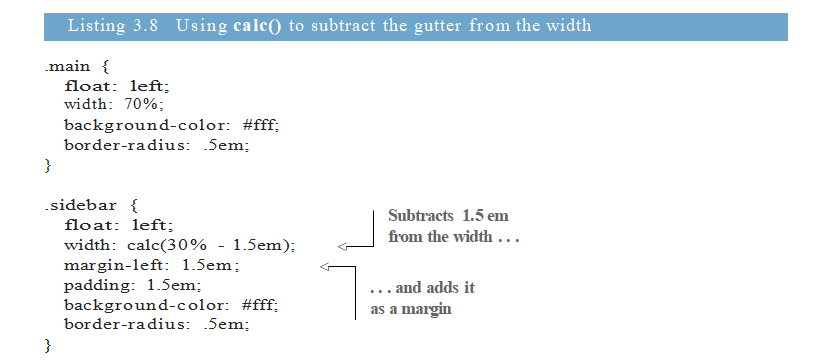 Listing 3.8 Using calc() to subtract the gutter from the width
.main {
float: left;
width: 70%;
background-color: #fff;
border-radius: .5em;
}
.sidebar {
float: left;
width: calc(30% - 1.5em);
margin-left: 1.5em;
padding: 1.5em;
background-color: #fff;
border-radius: .5em;
}
Subtracts 1.5 em
from the width . . .
. . . and adds it
as a margin